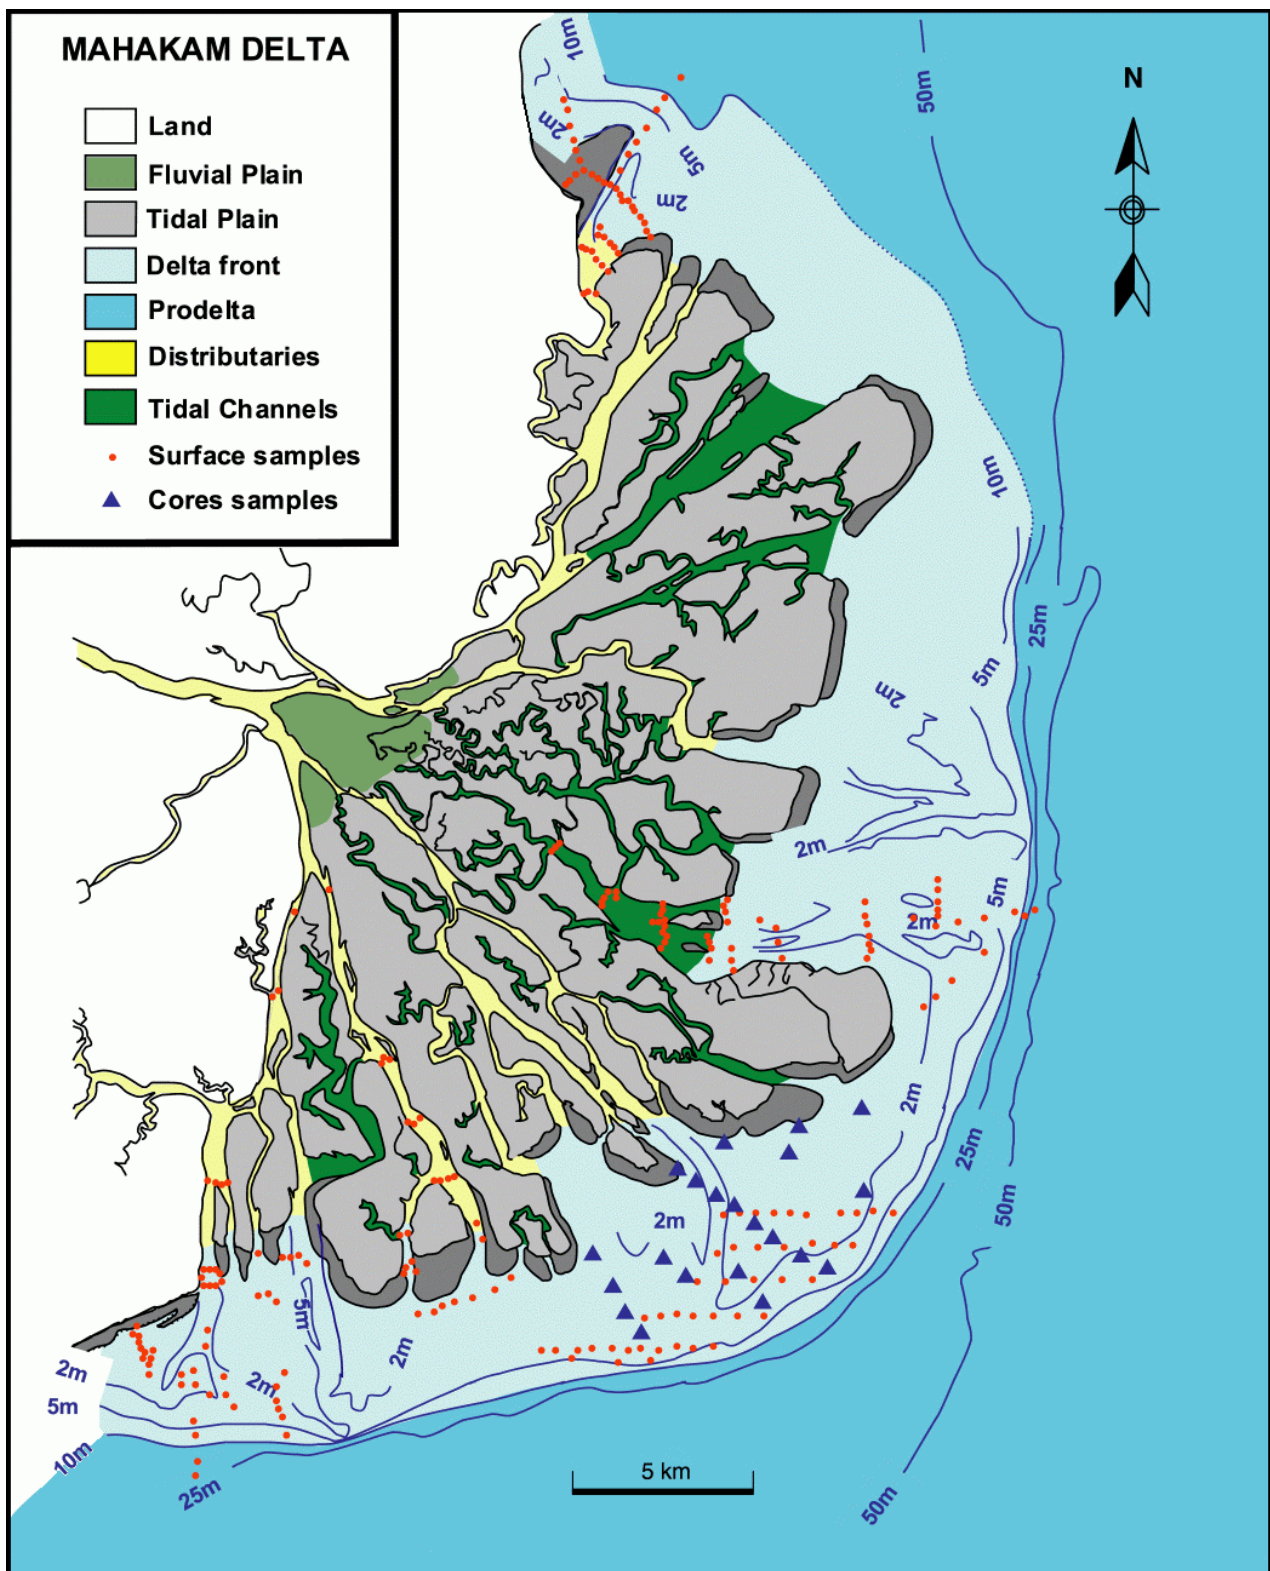 MAHAKAM DELTA
Land
Fluvial Plain
Tidal Plain
Delta front
Prodelta
Distributaries
Tidal Channels
Surface samples
Cores samples
10m
50m
N
2m
5m
2m
10m
25m
5m
2m
2m
5m
2m
2m
25m
50m
2m
5m
2m
2m
2m
5m
10m
25m
5 km
50m